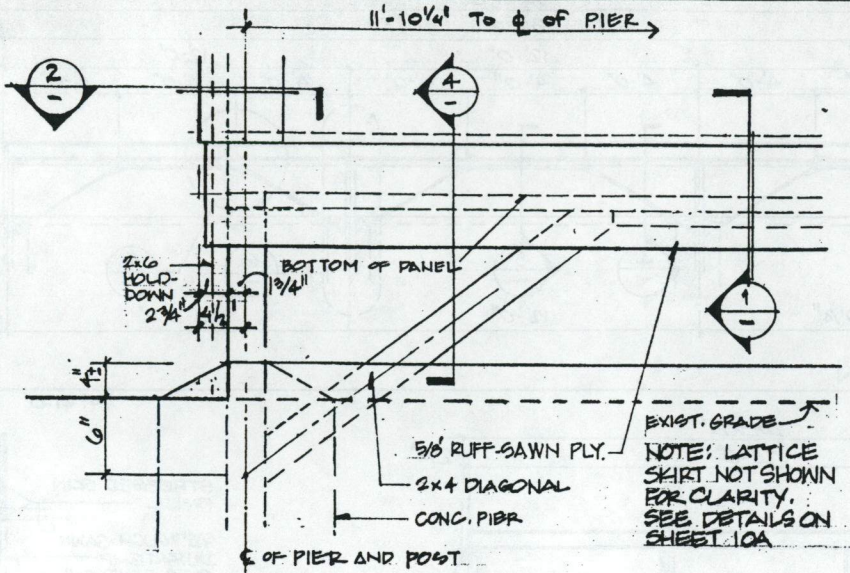 11'-10 1/4" TO ℄ OF PIER
2
-
4
-
2x6
HOLD-
DOWN
BOTTOM OF PANEL
1 3/4"
2 3/4"
4 1/2"
1
-
4"±
6"
EXIST. GRADE
5/8" RUFF-SAWN PLY.
2x4 DIAGONAL
CONC. PIER
NOTE: LATTICE
SKIRT NOT SHOWN
FOR CLARITY.
SEE DETAILS ON
SHEET 10A
℄ OF PIER AND POST